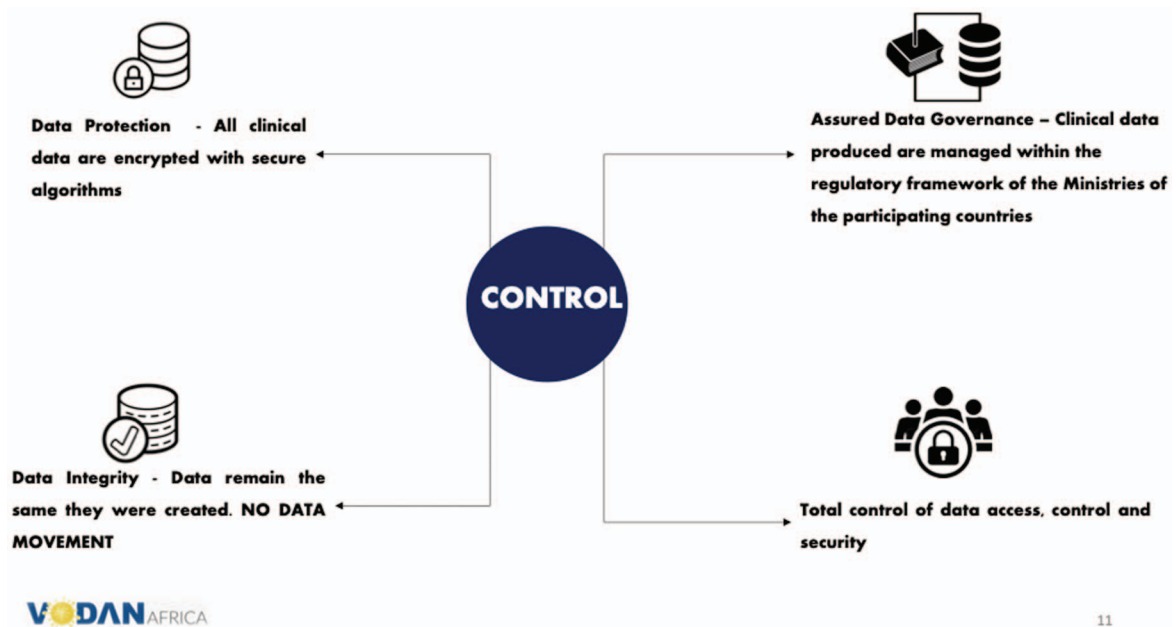 Data Protection - All clinical
data are encrypted with secure
algorithms
Assured Data Governance – Clinical data
produced are managed within the
regulatory framework of the Ministries of
the participating countries
CONTROL
Data Integrity - Data remain the
same they were created. NO DATA
MOVEMENT
Total control of data access, control and
security
VODAN AFRICA
11